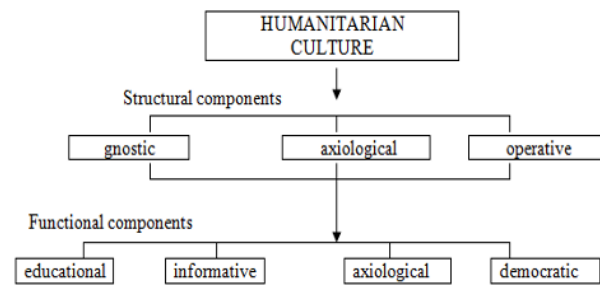 HUMANITARIAN
CULTURE
Structural components
gnostic axiological operative
Functional components
educational informative axiological democratic